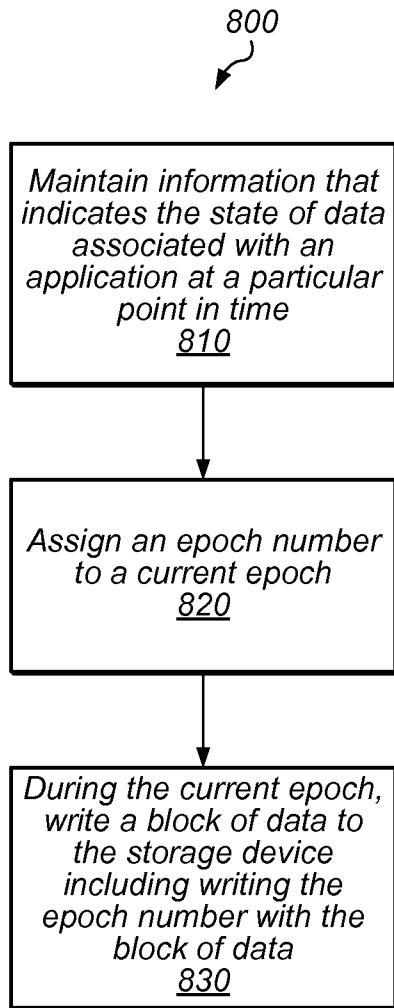 800
Maintain information that
indicates the state of data
associated with an
application at a particular
point in time
810
Assign an epoch number
to a current epoch
820
During the current epoch,
write a block of data to
the storage device
including writing the
epoch number with the
block of data
830